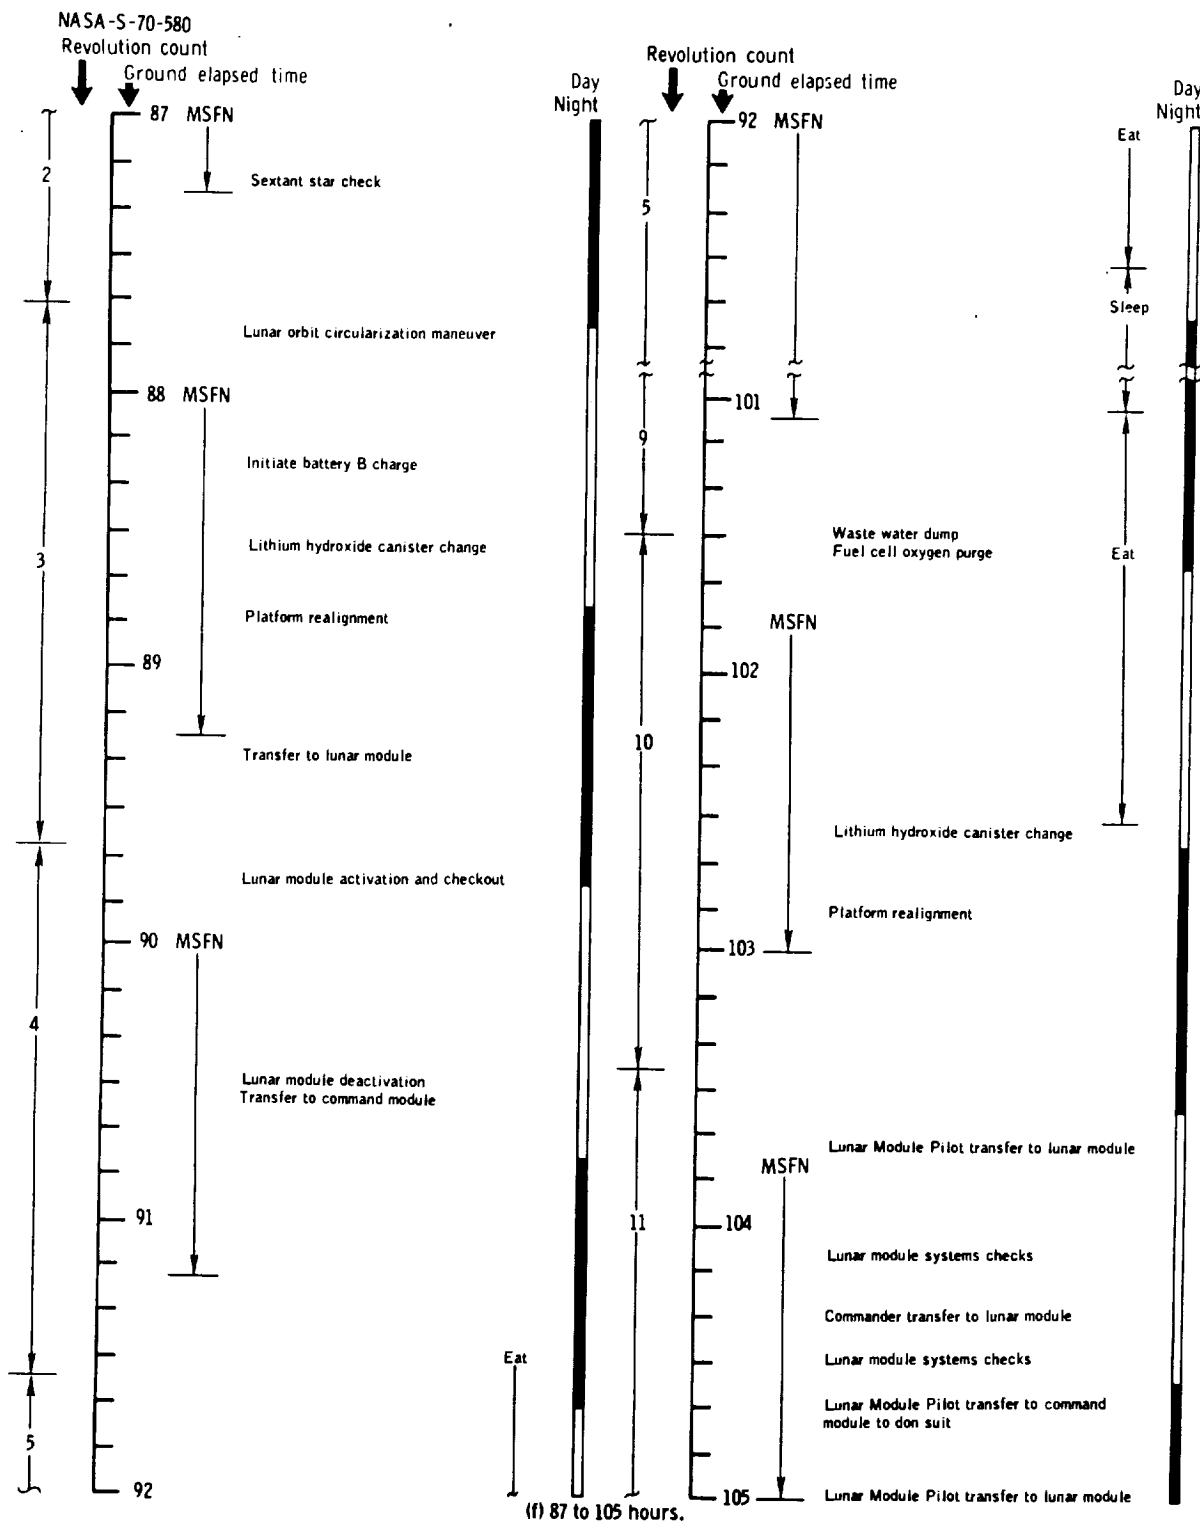 NASA-S-70-580
Revolution count
Ground elapsed time
Day
Night
87 MSFN
2
Sextant star check
Lunar orbit circularization maneuver
88 MSFN
Initiate battery B charge
3
Lithium hydroxide canister change
Platform realignment
89
Transfer to lunar module
Lunar module activation and checkout
90 MSFN
4
Lunar module deactivation
Transfer to command module
91
Eat
5
92
Revolution count
Ground elapsed time
Day
Night
92 MSFN
Eat
5
Sleep
101
9
Waste water dump
Fuel cell oxygen purge
Eat
MSFN
102
10
Lithium hydroxide canister change
Platform realignment
103
Lunar Module Pilot transfer to lunar module
MSFN
11
104
Lunar module systems checks
Commander transfer to lunar module
Lunar module systems checks
Lunar Module Pilot transfer to command
module to don suit
105
Lunar Module Pilot transfer to lunar module
(f) 87 to 105 hours.